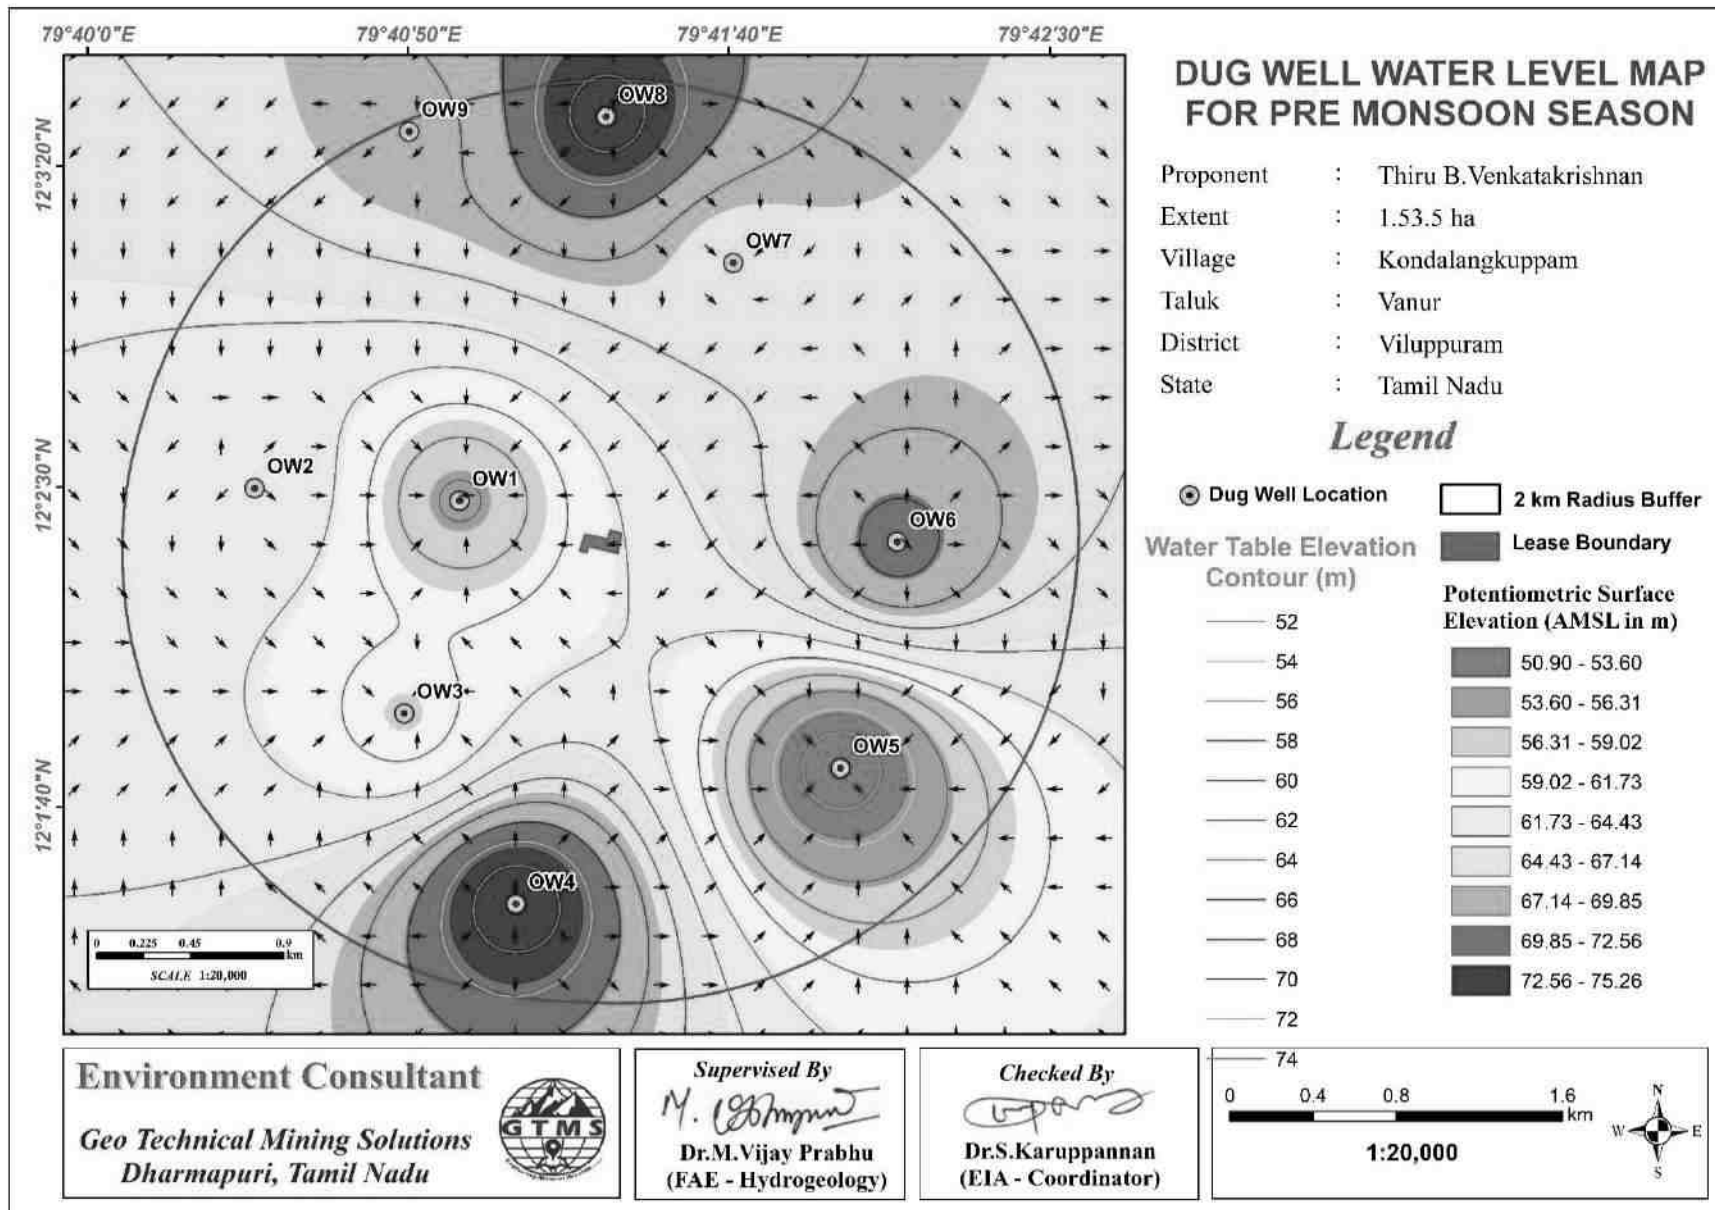 79°40'0"E
79°40'50"E
79°41'40"E
79°42'30"E
12°3'20"N
12°2'30"N
12°1'40"N
OW9
OW8
OW7
OW2
OW1
OW6
OW3
OW5
OW4
0 0.225 0.45 0.9
km
SCALE 1:20,000
DUG WELL WATER LEVEL MAP
FOR PRE MONSOON SEASON
Proponent : Thiru B.Venkatakrishnan
Extent : 1.53.5 ha
Village : Kondalangkuppam
Taluk : Vanur
District : Viluppuram
State : Tamil Nadu
Legend
Dug Well Location
2 km Radius Buffer
Lease Boundary
Water Table Elevation
Contour (m)
52
54
56
58
60
62
64
66
68
70
72
74
Potentiometric Surface
Elevation (AMSL in m)
50.90 - 53.60
53.60 - 56.31
56.31 - 59.02
59.02 - 61.73
61.73 - 64.43
64.43 - 67.14
67.14 - 69.85
69.85 - 72.56
72.56 - 75.26
Environment Consultant
Geo Technical Mining Solutions
Dharmapuri, Tamil Nadu
GTMS
Supervised By
Dr.M.Vijay Prabhu
(FAE - Hydrogeology)
Checked By
Dr.S.Karuppannan
(EIA - Coordinator)
0 0.4 0.8 1.6
km
1:20,000
N
W E
S